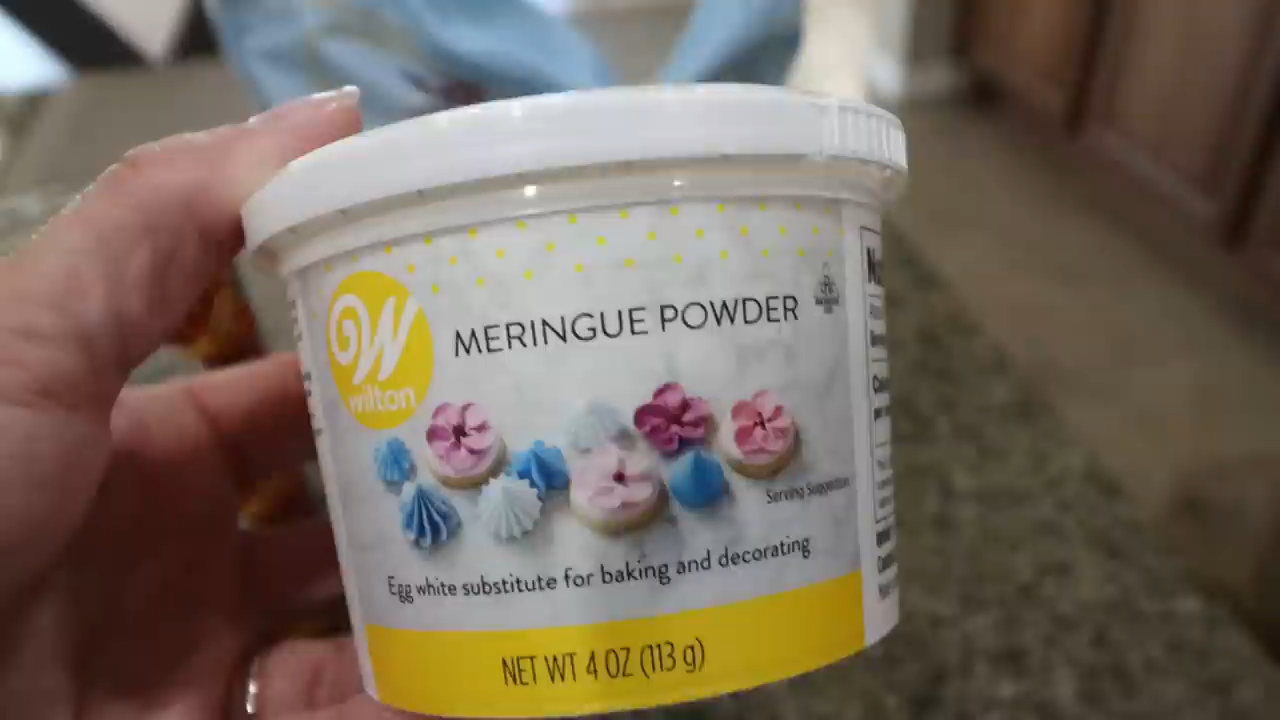 wilton
MERINGUE POWDER
Serving Suggestion
Egg white substitute for baking and decorating
NET WT 4 OZ (113 g)